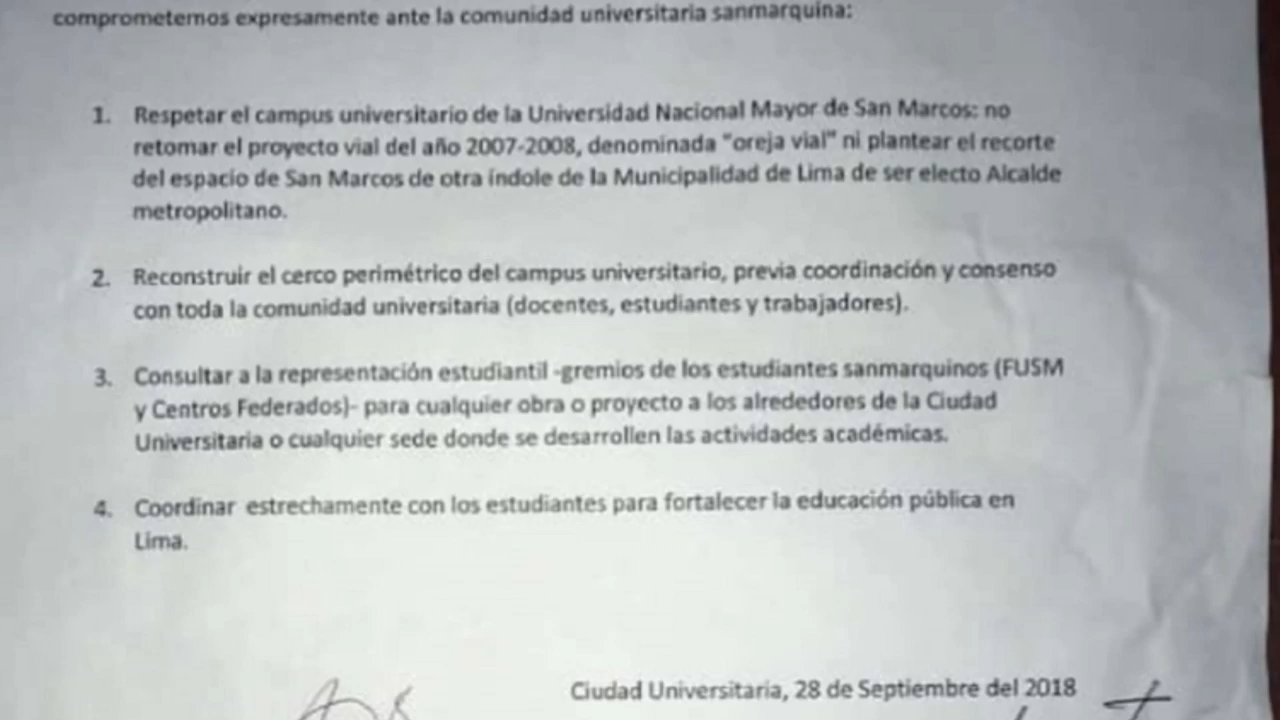 comprometemos expresamente ante la comunidad universitaria sanmarquina:
1. Respetar el campus universitario de la Universidad Nacional Mayor de San Marcos: no
retomar el proyecto vial del año 2007-2008, denominada "oreja vial" ni plantear el recorte
del espacio de San Marcos de otra índole de la Municipalidad de Lima de ser electo Alcalde
metropolitano.
2. Reconstruir el cerco perimétrico del campus universitario, previa coordinación y consenso
con toda la comunidad universitaria (docentes, estudiantes y trabajadores).
3. Consultar a la representación estudiantil -gremios de los estudiantes sanmarquinos (FUSM
y Centros Federados)- para cualquier obra o proyecto a los alrededores de la Ciudad
Universitaria o cualquier sede donde se desarrollen las actividades académicas.
4. Coordinar estrechamente con los estudiantes para fortalecer la educación pública en
Lima.
Ciudad Universitaria, 28 de Septiembre del 2018